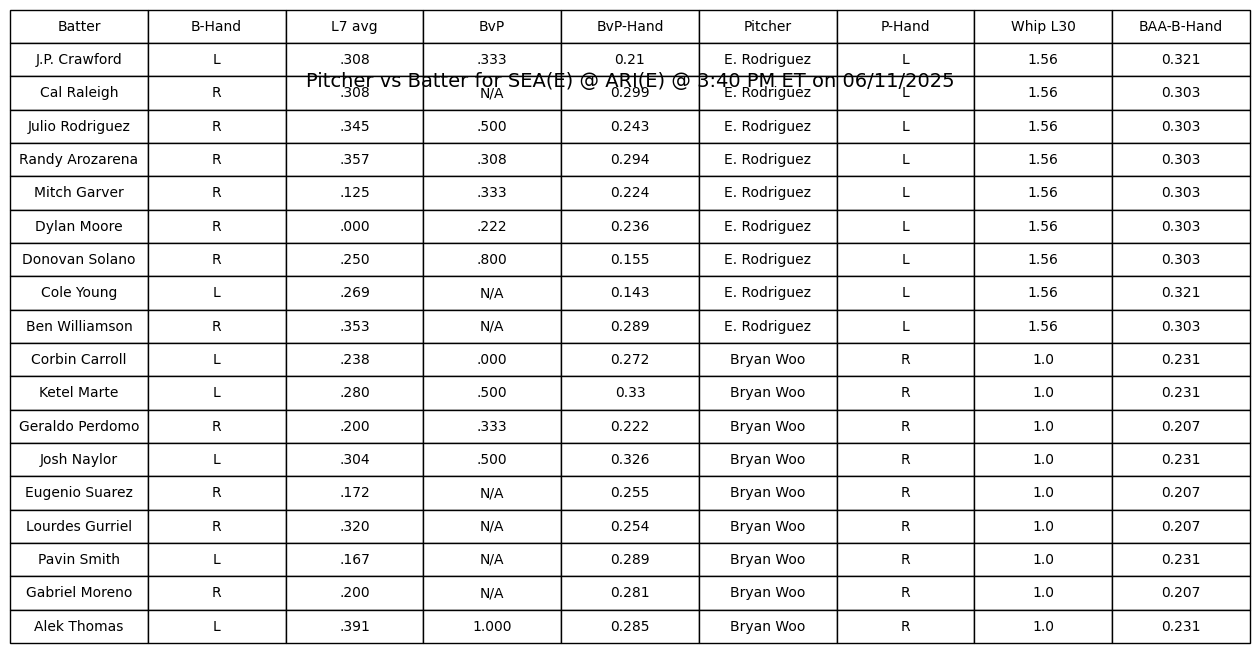 Batter B-Hand L7 avg BvP BvP-Hand Pitcher P-Hand Whip L30 BAA-B-Hand
J.P. Crawford L .308 .333 0.21 E. Rodriguez L 1.56 0.321
Pitcher vs Batter for SEA(E) @ ARI(E) @ 3:40 PM ET on 06/11/2025
Cal Raleigh R .308 N/A 0.299 E. Rodriguez L 1.56 0.303
Julio Rodriguez R .345 .500 0.243 E. Rodriguez L 1.56 0.303
Randy Arozarena R .357 .308 0.294 E. Rodriguez L 1.56 0.303
Mitch Garver R .125 .333 0.224 E. Rodriguez L 1.56 0.303
Dylan Moore R .000 .222 0.236 E. Rodriguez L 1.56 0.303
Donovan Solano R .250 .800 0.155 E. Rodriguez L 1.56 0.303
Cole Young L .269 N/A 0.143 E. Rodriguez L 1.56 0.321
Ben Williamson R .353 N/A 0.289 E. Rodriguez L 1.56 0.303
Corbin Carroll L .238 .000 0.272 Bryan Woo R 1.0 0.231
Ketel Marte L .280 .500 0.33 Bryan Woo R 1.0 0.231
Geraldo Perdomo R .200 .333 0.222 Bryan Woo R 1.0 0.207
Josh Naylor L .304 .500 0.326 Bryan Woo R 1.0 0.231
Eugenio Suarez R .172 N/A 0.255 Bryan Woo R 1.0 0.207
Lourdes Gurriel R .320 N/A 0.254 Bryan Woo R 1.0 0.207
Pavin Smith L .167 N/A 0.289 Bryan Woo R 1.0 0.231
Gabriel Moreno R .200 N/A 0.281 Bryan Woo R 1.0 0.207
Alek Thomas L .391 1.000 0.285 Bryan Woo R 1.0 0.231